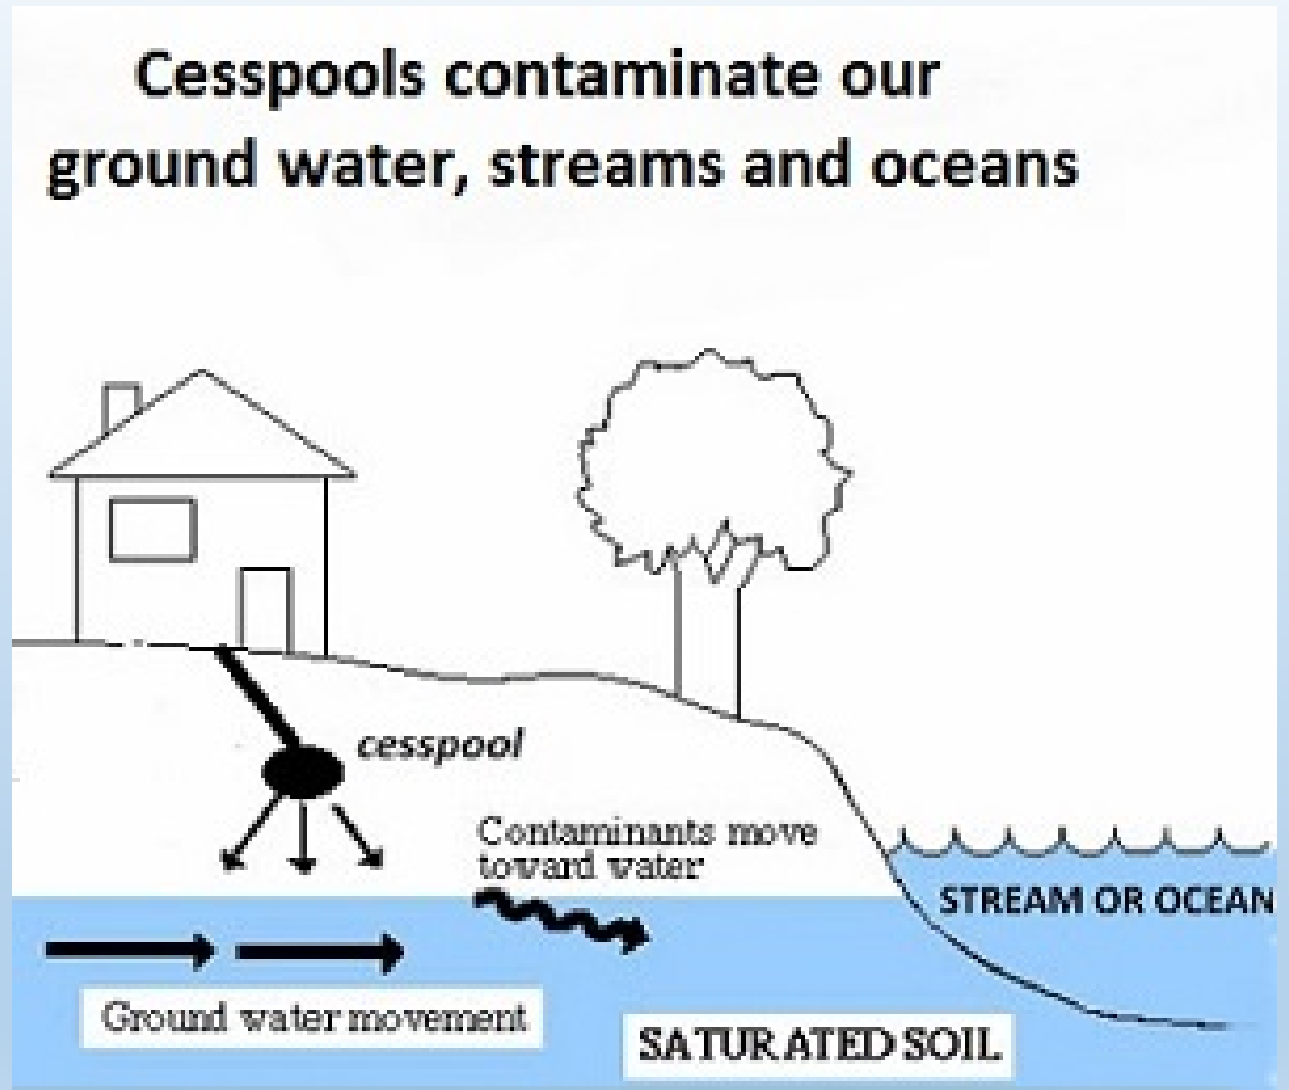 Cesspools contaminate our
ground water, streams and oceans
cesspool
Contaminants move
toward water
STREAM OR OCEAN
Ground water movement
SATURATED SOIL